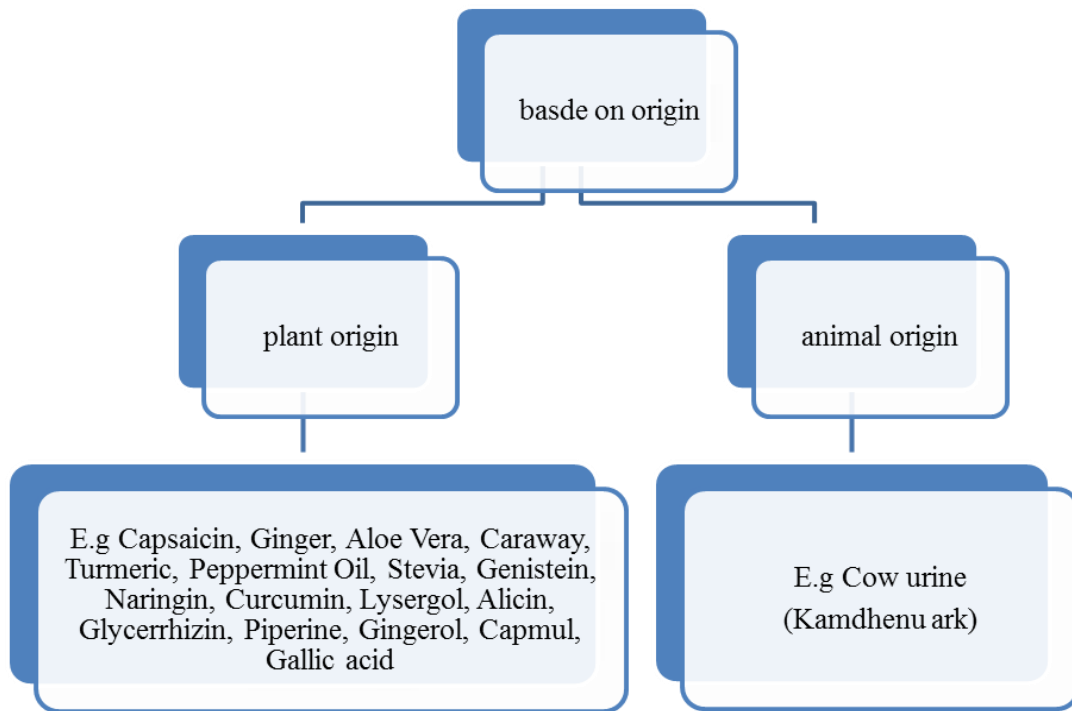 basde on origin
plant origin
animal origin
E.g Capsaicin, Ginger, Aloe Vera, Caraway,
Turmeric, Peppermint Oil, Stevia, Genistein,
Naringin, Curcumin, Lysergol, Alicin,
Glycerrhizin, Piperine, Gingerol, Capmul,
Gallic acid
E.g Cow urine
(Kamdhenu ark)